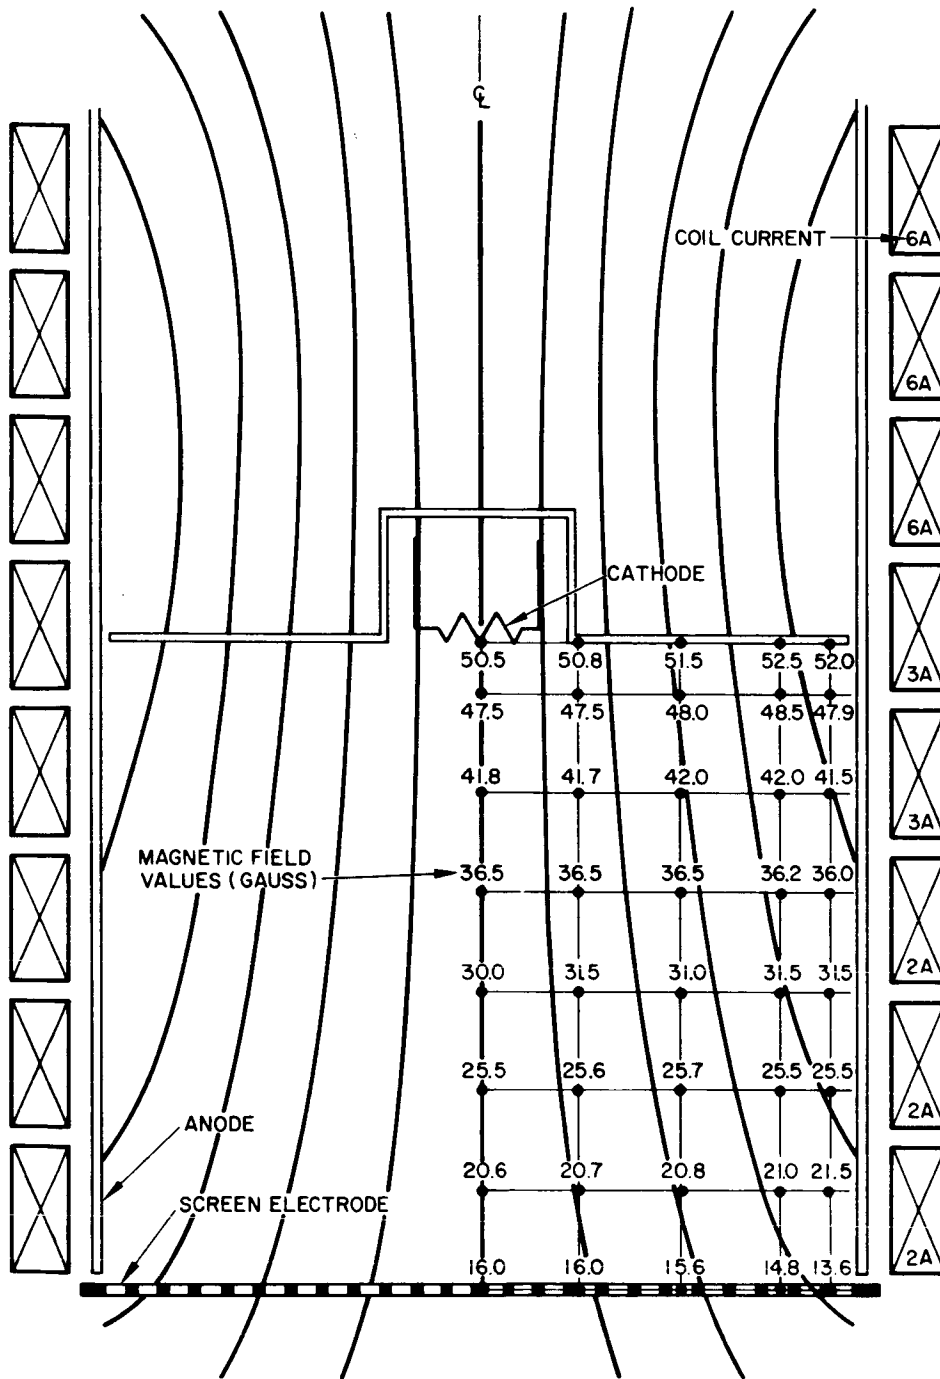 ℄
COIL CURRENT
6A
6A
6A
CATHODE
50.5 50.8 51.5 52.5 52.0
3A
47.5 47.5 48.0 48.5 47.9
41.8 41.7 42.0 42.0 41.5
3A
MAGNETIC FIELD
VALUES (GAUSS)
36.5 36.5 36.5 36.2 36.0
2A
30.0 31.5 31.0 31.5 31.5
25.5 25.6 25.7 25.5 25.5
2A
ANODE
20.6 20.7 20.8 21.0 21.5
SCREEN ELECTRODE
2A
16.0 16.0 15.6 14.8 13.6